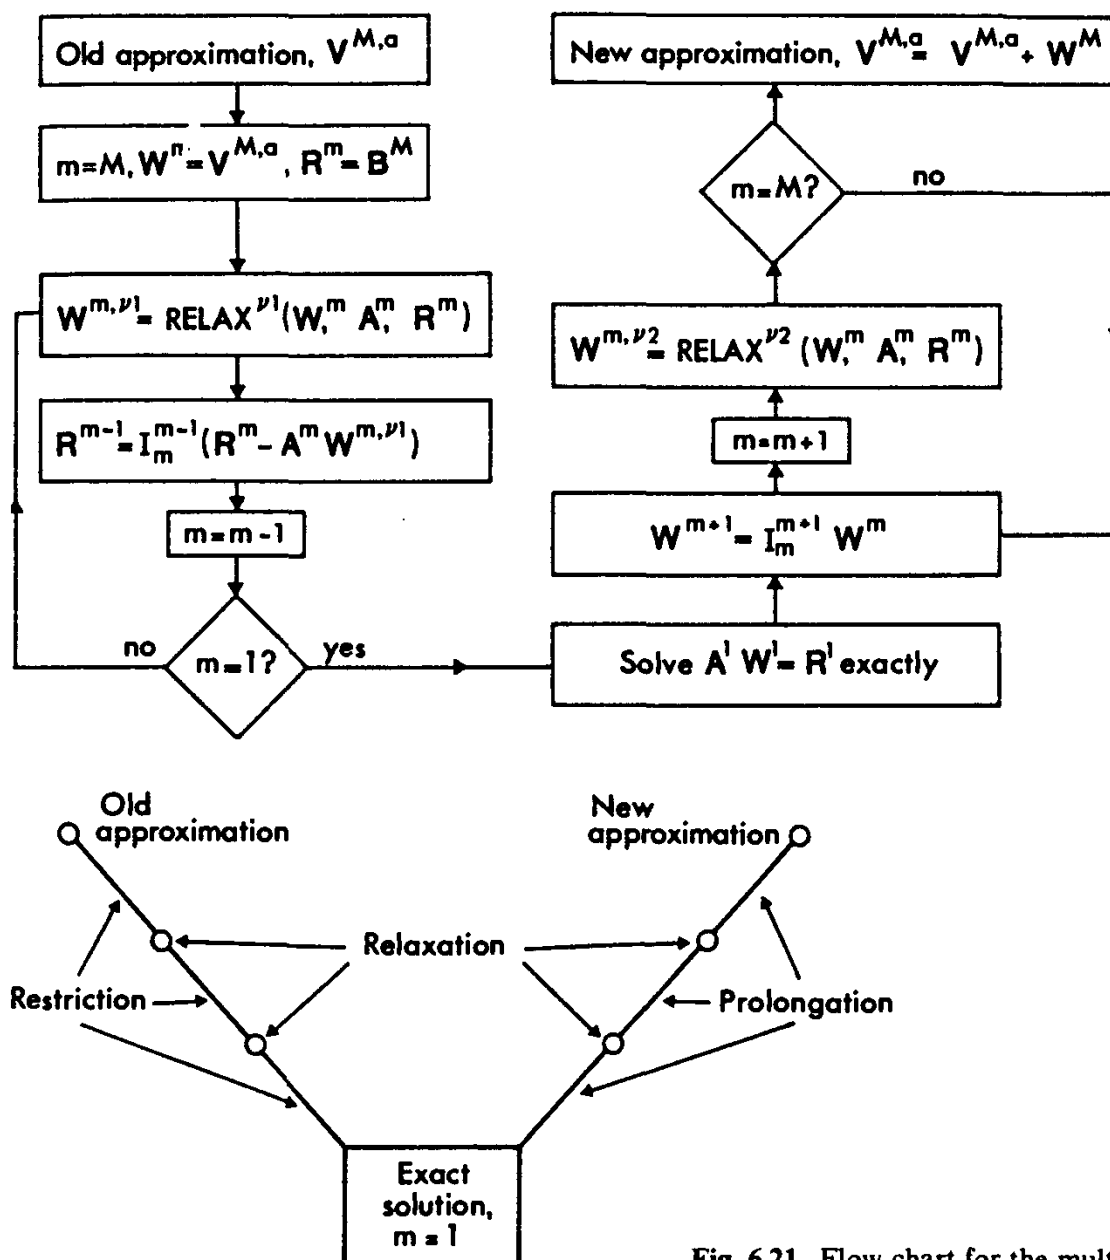 Old approximation, V^{M,a}
m=M, W^n=V^{M,a}, R^m=B^M
W^{m,ν1}=RELAX^{ν1}(W,^m A,^m R^m)
R^{m-1}=I_m^{m-1}(R^m-A^m W^{m,ν1})
m=m-1
no
m=1?
yes
New approximation, V^{M,a}=V^{M,a}+W^M
m=M?
no
W^{m,ν2}=RELAX^{ν2}(W,^m A,^m R^m)
m=m+1
W^{m+1}=I_m^{m+1} W^m
Solve A^1 W^1=R^1 exactly
Old
approximation
New
approximation
Relaxation
Restriction
Prolongation
Exact
solution,
m=1
Fig. 6.21. Flow chart for the mult